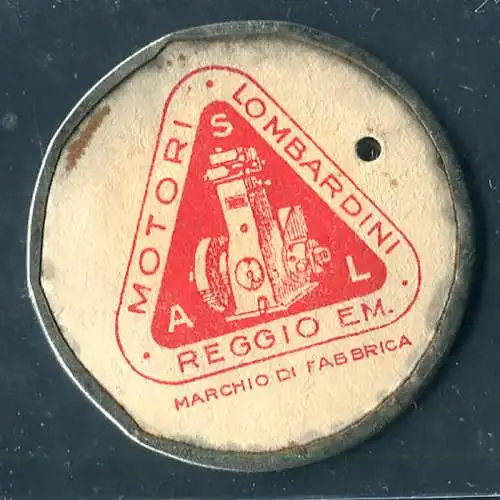 MOTORI · LOMBARDINI ·
REGGIO EM. ·
S
A L
MARCHIO DI FABBRICA